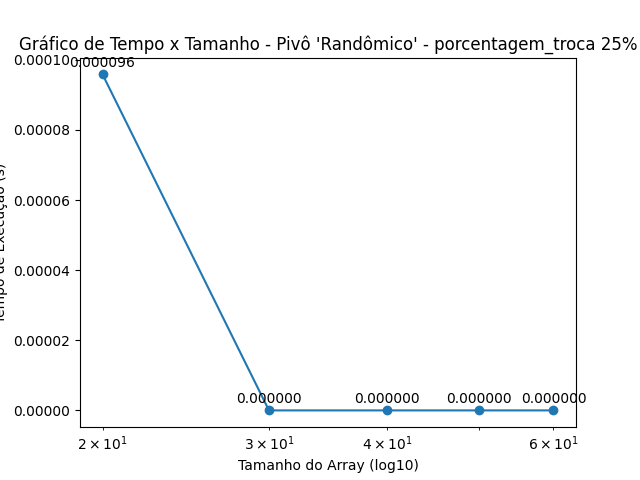 Gráfico de Tempo x Tamanho - Pivô 'Randômico' - porcentagem_troca 25%
0.00010
0.000096
0.00008
0.00006
0.00004
0.00002
0.00000
0.000000 0.000000 0.000000 0.000000
Tempo de Execução (s)
2 × 10¹ 3 × 10¹ 4 × 10¹ 6 × 10¹
Tamanho do Array (log10)